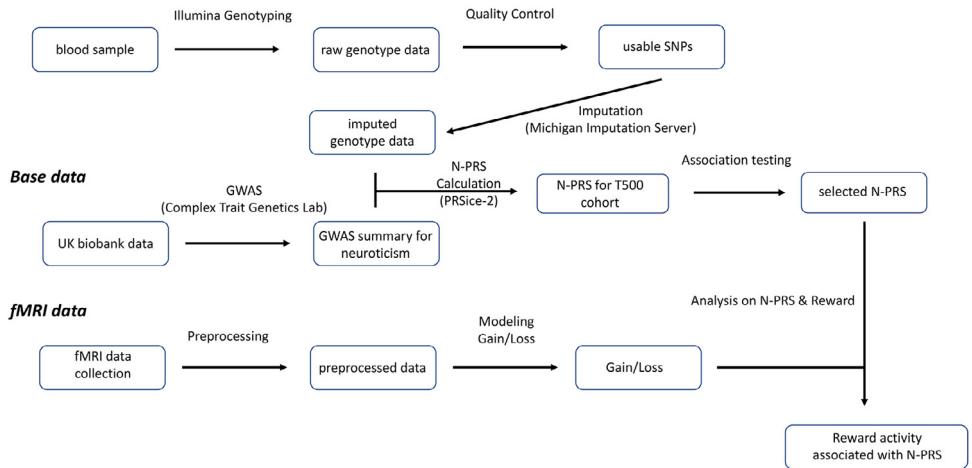 Illumina Genotyping
Quality Control
blood sample
raw genotype data
usable SNPs
Imputation
(Michigan Imputation Server)
imputed
genotype data
Base data
N-PRS
Calculation
(PRSice-2)
Association testing
GWAS
(Complex Trait Genetics Lab)
N-PRS for T500
cohort
selected N-PRS
UK biobank data
GWAS summary for
neuroticism
Analysis on N-PRS & Reward
fMRI data
Preprocessing
Modeling
Gain/Loss
fMRI data
collection
preprocessed data
Gain/Loss
Reward activity
associated with N-PRS